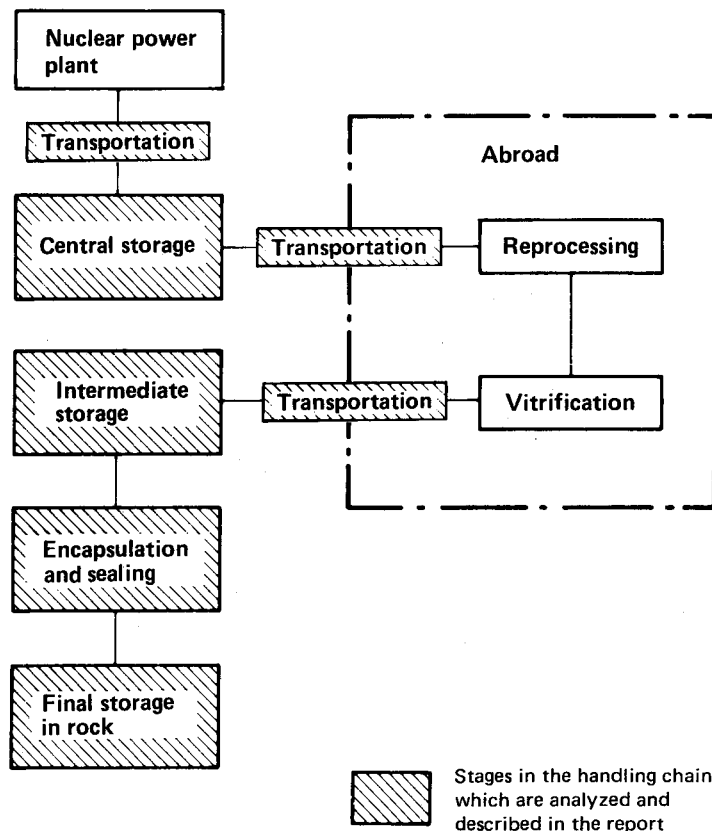 Nuclear power
plant
Transportation
Abroad
Central storage
Transportation
Reprocessing
Intermediate
storage
Transportation
Vitrification
Encapsulation
and sealing
Final storage
in rock
Stages in the handling chain
which are analyzed and
described in the report